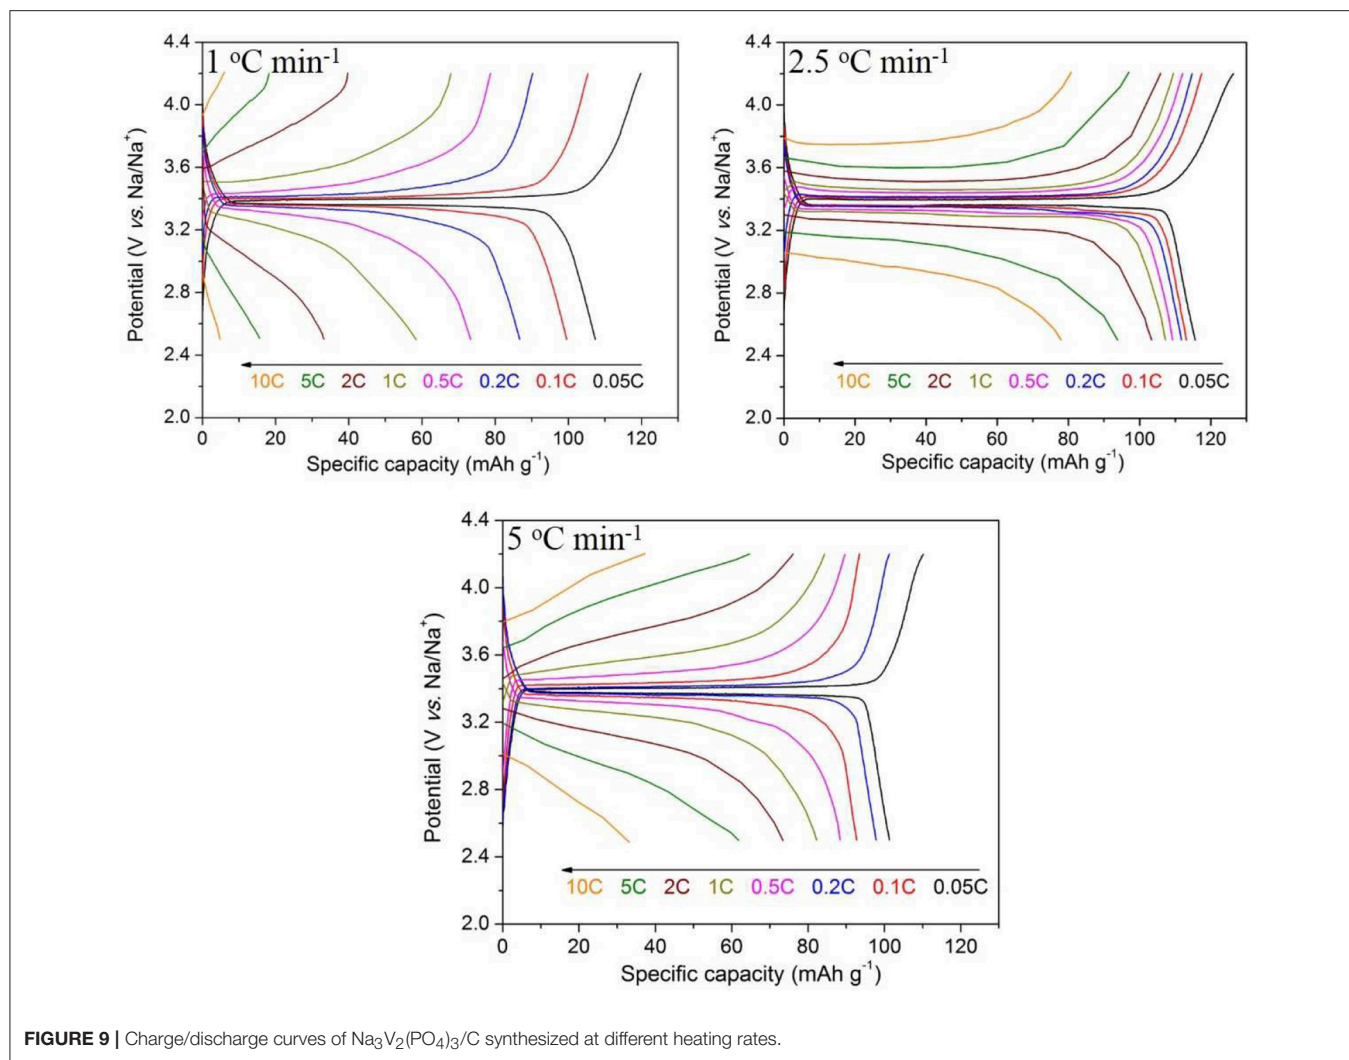 1 °C min⁻¹
4.4
4.0
3.6
3.2
2.8
2.4
2.0
Potential (V vs. Na/Na⁺)
10C 5C 2C 1C 0.5C 0.2C 0.1C 0.05C
0 20 40 60 80 100 120
Specific capacity (mAh g⁻¹)
2.5 °C min⁻¹
4.4
4.0
3.6
3.2
2.8
2.4
2.0
Potential (V vs. Na/Na⁺)
10C 5C 2C 1C 0.5C 0.2C 0.1C 0.05C
0 20 40 60 80 100 120
Specific capacity (mAh g⁻¹)
5 °C min⁻¹
4.4
4.0
3.6
3.2
2.8
2.4
2.0
Potential (V vs. Na/Na⁺)
10C 5C 2C 1C 0.5C 0.2C 0.1C 0.05C
0 20 40 60 80 100 120
Specific capacity (mAh g⁻¹)
FIGURE 9 | Charge/discharge curves of Na₃V₂(PO₄)₃/C synthesized at different heating rates.